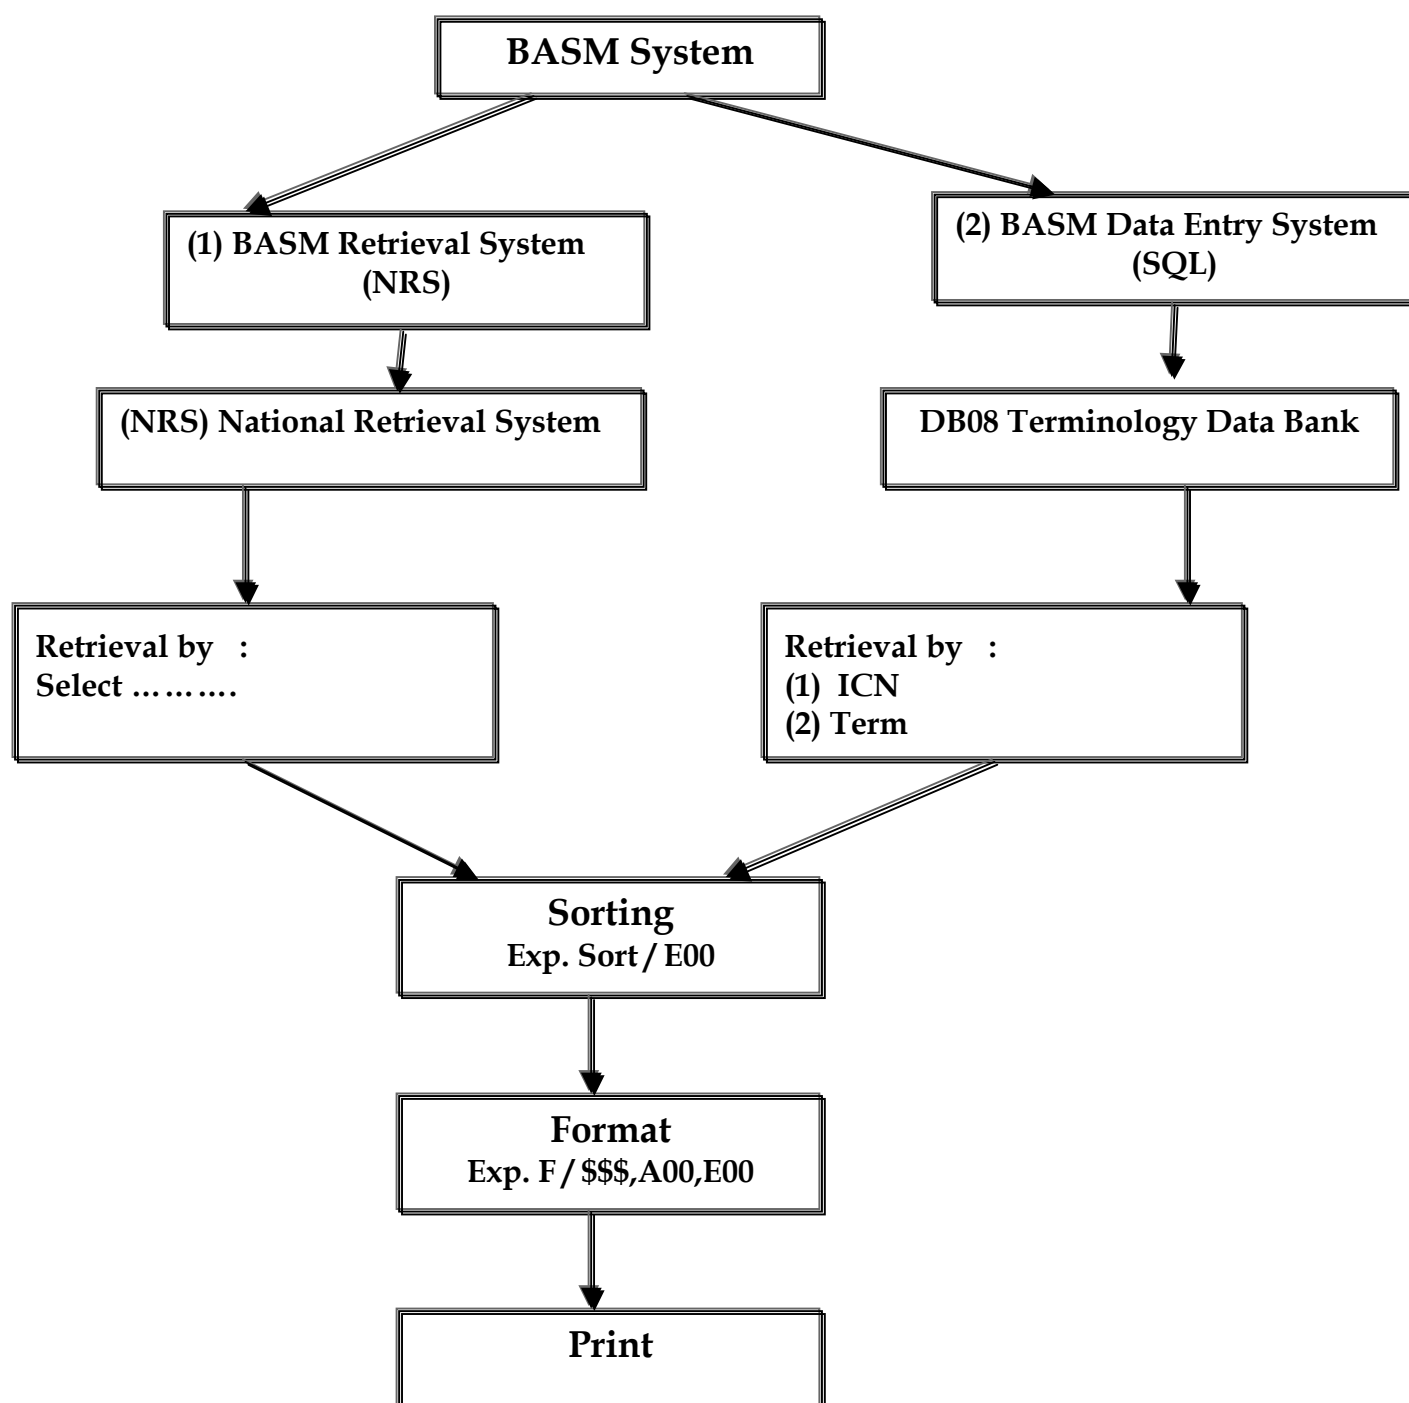 BASM System
(1) BASM Retrieval System
(NRS)
(2) BASM Data Entry System
(SQL)
(NRS) National Retrieval System
DB08 Terminology Data Bank
Retrieval by   :
Select ……….
Retrieval by   :
(1)  ICN
(2) Term
Sorting
Exp. Sort / E00
Format
Exp. F / $$$,A00,E00
Print